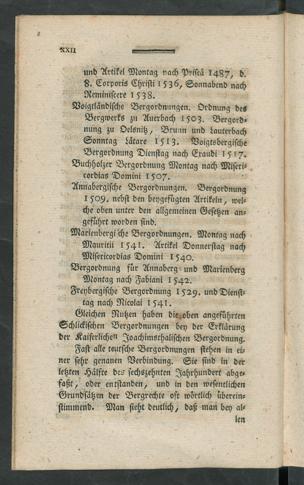 XXII
und Artikel Montag nach Priscä 1487, d.
8. Corporis Christi 1536, Sonnabend nach
Reminiscere 1538.
Voigtländische Bergordnungen. Ordnung des
Bergwerks zu Auerbach 1503. Bergord-
nung zu Oelsnitz, Brunn und Lauterbach
Sonntag Lätare 1513. Voigtsbergische
Bergordnung Dienstag nach Exaudi 1517.
Buchholzer Bergordnung Montag nach Miseri-
cordias Domini 1507.
Annabergische Bergordnungen. Bergordnung
1509, nebst den beygefügten Artikeln, wel-
che oben unter den allgemeinen Gesetzen an-
geführt worden sind.
Marienbergische Bergordnungen. Montag nach
Mauritii 1541. Artikel Donnerstag nach
Misericordias Domini 1540.
Bergordnung für Annaberg und Marienberg
Montag nach Fabiani 1542.
Freybergische Bergordnung 1529. und Dienst-
tag nach Nicolai 1541.
Gleichen Nutzen haben die oben angeführten
Schlickischen Bergordnungen bey der Erklärung
der Kaiserlichen Joachimsthalischen Bergordnung.
Fast alle teutsche Bergordnungen stehen in ei-
ner sehr genauen Verbindung. Sie sind in der
letzten Hälfte des sechszehnten Jahrhundert abge-
faßt, oder entstanden, und in den wesentlichen
Grundsätzen der Bergrechte oft wörtlich überein-
stimmend. Man sieht deutlich, daß man bey al-
len